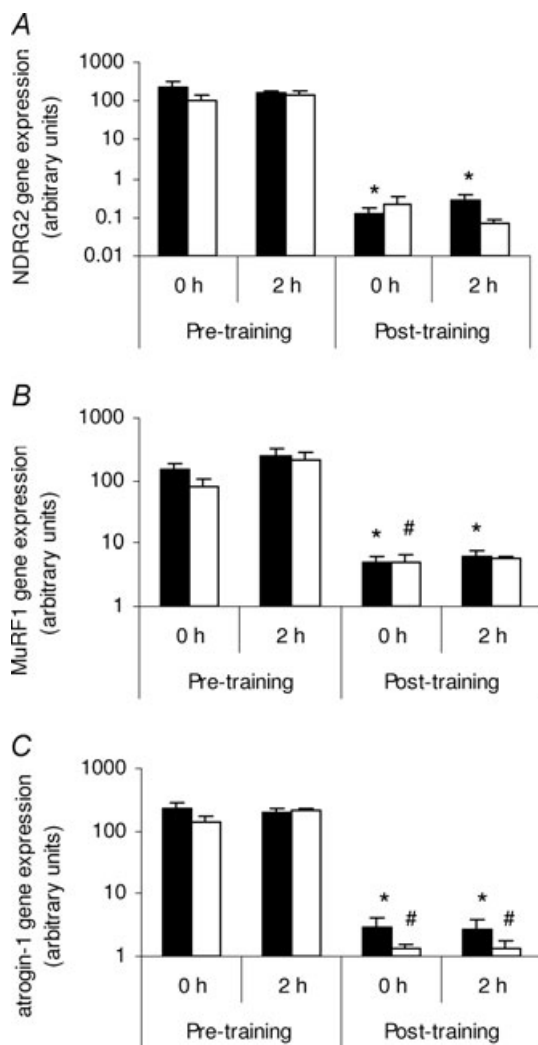 A
NDRG2 gene expression
(arbitrary units)
1000
100
10
1
0.1
0.01
* *
0 h 2 h 0 h 2 h
Pre-training Post-training
B
MuRF1 gene expression
(arbitrary units)
1000
100
10
1
* # *
0 h 2 h 0 h 2 h
Pre-training Post-training
C
atrogin-1 gene expression
(arbitrary units)
1000
100
10
1
* # * #
0 h 2 h 0 h 2 h
Pre-training Post-training